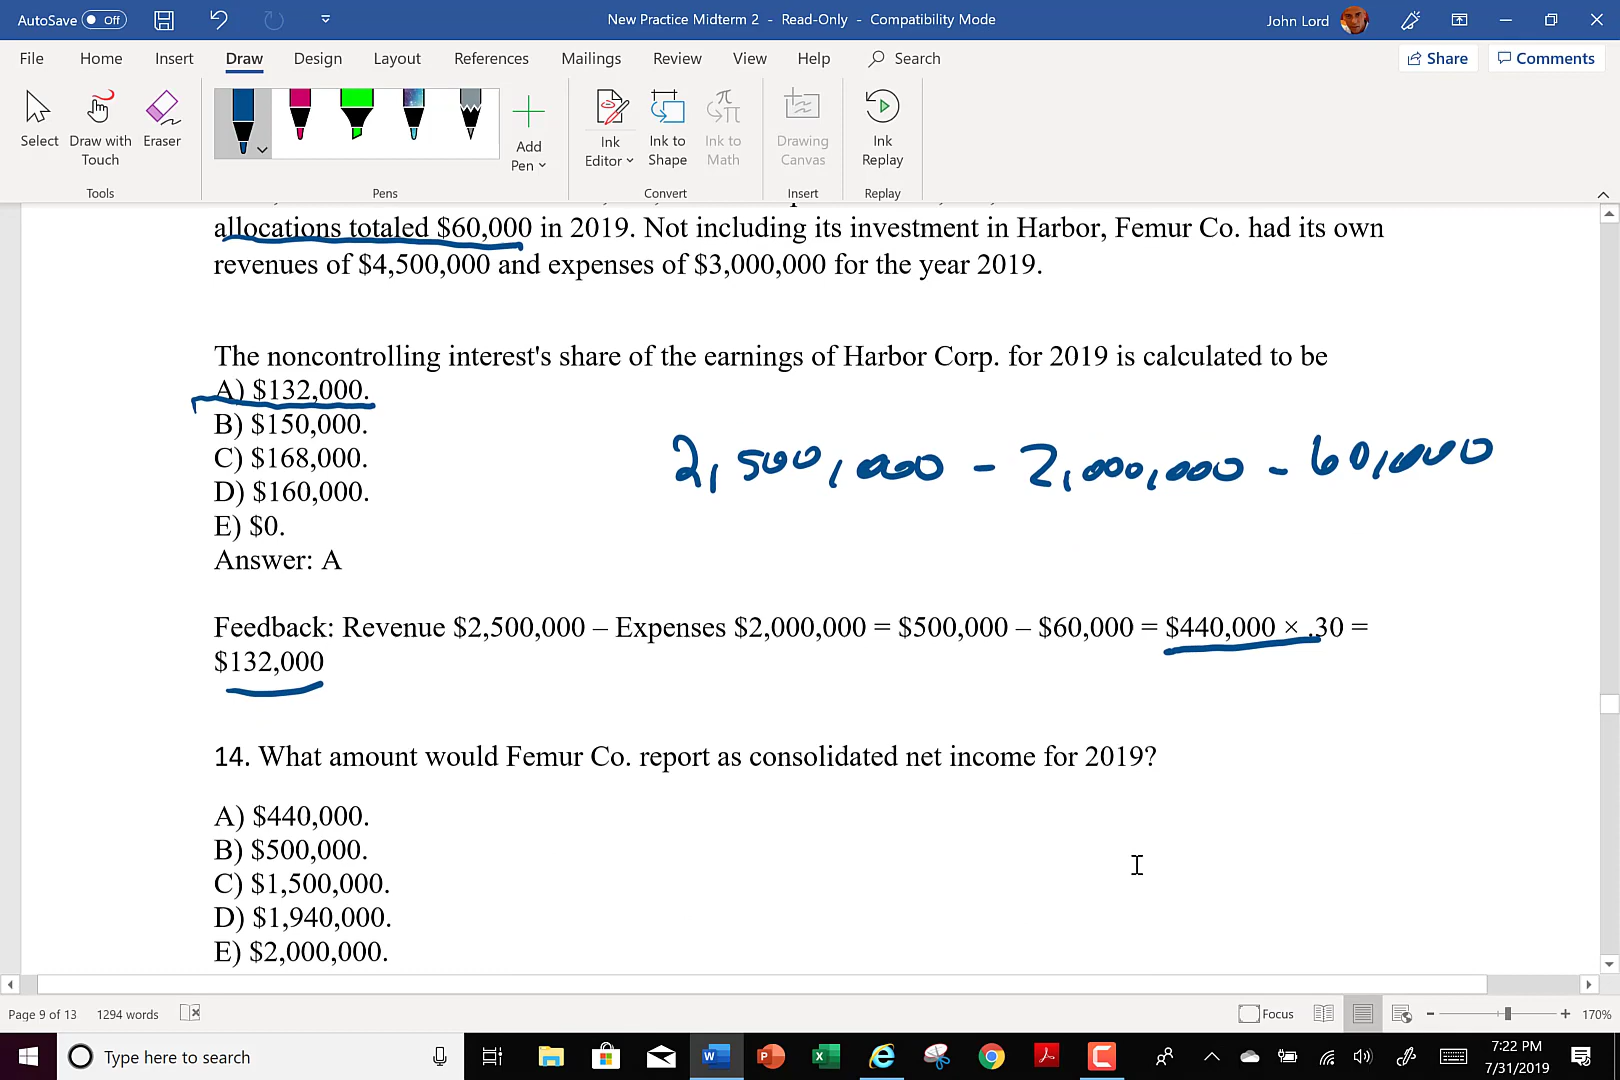 AutoSave Off New Practice Midterm 2 - Read-Only - Compatibility Mode John Lord
File Home Insert Draw Design Layout References Mailings Review View Help Search Share Comments
Select Draw with Touch Eraser Add Pen Ink Editor Ink to Shape Ink to Math Drawing Canvas Ink Replay
Tools Pens Convert Insert Replay
allocations totaled $60,000 in 2019. Not including its investment in Harbor, Femur Co. had its own
revenues of $4,500,000 and expenses of $3,000,000 for the year 2019.
The noncontrolling interest's share of the earnings of Harbor Corp. for 2019 is calculated to be
A) $132,000.
B) $150,000.
2,500,000 - 2,000,000 - 60,000
C) $168,000.
D) $160,000.
E) $0.
Answer: A
Feedback: Revenue $2,500,000 – Expenses $2,000,000 = $500,000 – $60,000 = $440,000 × .30 =
$132,000
14. What amount would Femur Co. report as consolidated net income for 2019?
A) $440,000.
B) $500,000.
C) $1,500,000.
D) $1,940,000.
E) $2,000,000.
Page 9 of 13 1294 words Focus 170%
Type here to search 7:22 PM
7/31/2019